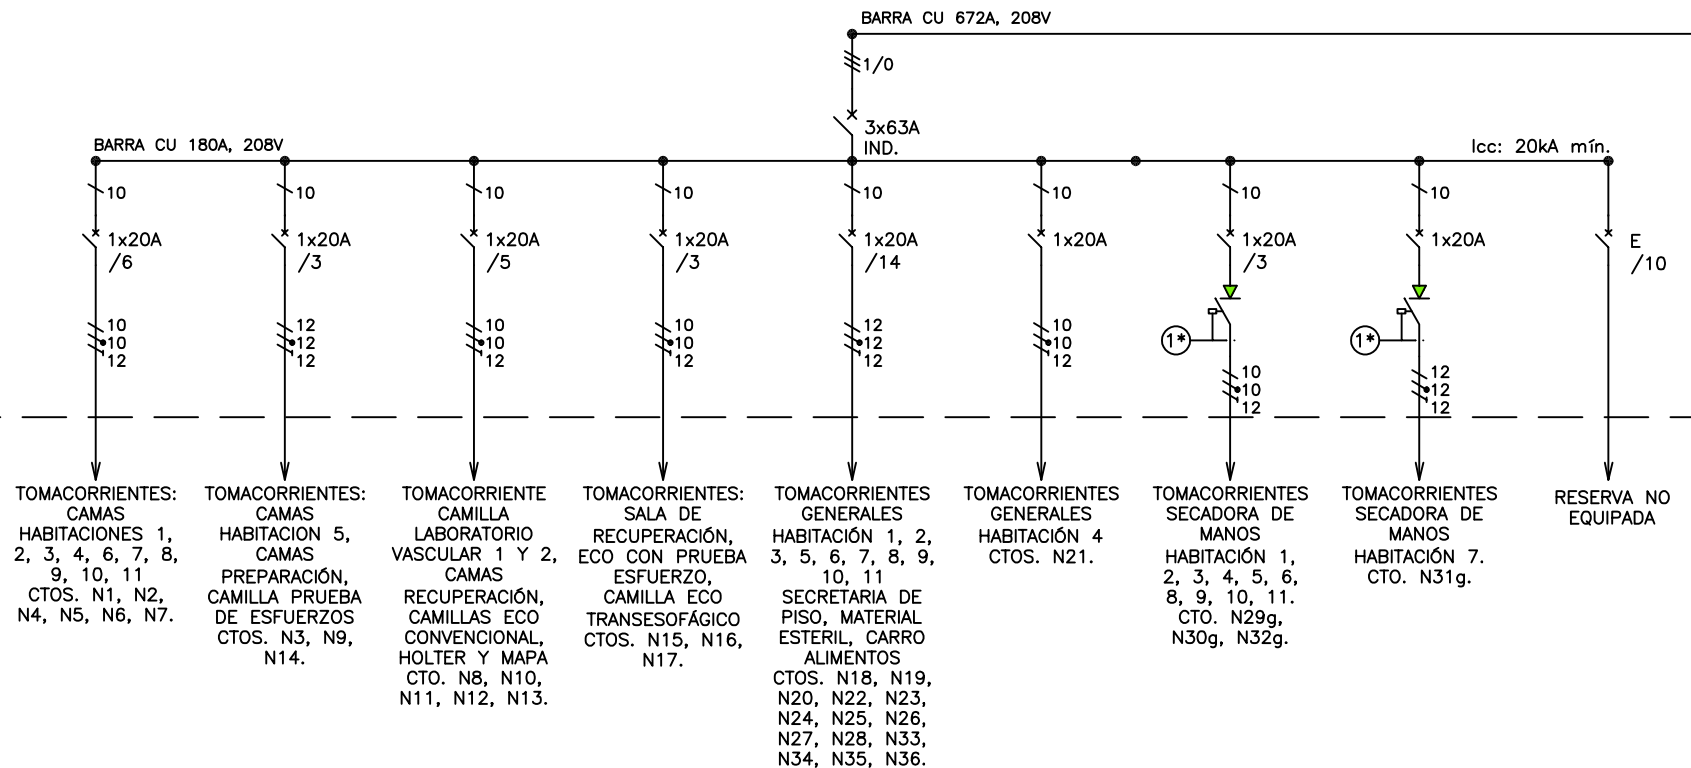 BARRA CU 672A, 208V
1/0
3x63A
IND.
BARRA CU 180A, 208V
Icc: 20kA mín.
10
1x20A
/6
10
10
12
TOMACORRIENTES:
CAMAS
HABITACIONES 1,
2, 3, 4, 6, 7, 8,
9, 10, 11
CTOS. N1, N2,
N4, N5, N6, N7.
10
1x20A
/3
12
12
12
TOMACORRIENTES:
CAMAS
HABITACION 5,
CAMAS
PREPARACIÓN,
CAMILLA PRUEBA
DE ESFUERZOS
CTOS. N3, N9,
N14.
10
1x20A
/5
10
10
12
TOMACORRIENTE
CAMILLA
LABORATORIO
VASCULAR 1 Y 2,
CAMAS
RECUPERACIÓN,
CAMILLAS ECO
CONVENCIONAL,
HOLTER Y MAPA
CTO. N8, N10,
N11, N12, N13.
10
1x20A
/3
10
10
12
TOMACORRIENTES:
SALA DE
RECUPERACIÓN,
ECO CON PRUEBA
ESFUERZO,
CAMILLA ECO
TRANSESOFÁGICO
CTOS. N15, N16,
N17.
10
1x20A
/14
12
12
12
TOMACORRIENTES
GENERALES
HABITACIÓN 1, 2,
3, 5, 6, 7, 8, 9,
10, 11
SECRETARIA DE
PISO, MATERIAL
ESTERIL, CARRO
ALIMENTOS
CTOS. N18, N19,
N20, N22, N23,
N24, N25, N26,
N27, N28, N33,
N34, N35, N36.
10
1x20A
10
10
12
TOMACORRIENTES
GENERALES
HABITACIÓN 4
CTOS. N21.
10
1x20A
/3
1*
10
10
12
TOMACORRIENTES
SECADORA DE
MANOS
HABITACIÓN 1,
2, 3, 4, 5, 6,
8, 9, 10, 11.
CTO. N29g,
N30g, N32g.
10
1x20A
1*
12
12
12
TOMACORRIENTES
SECADORA DE
MANOS
HABITACIÓN 7.
CTO. N31g.
E
/10
RESERVA NO
EQUIPADA